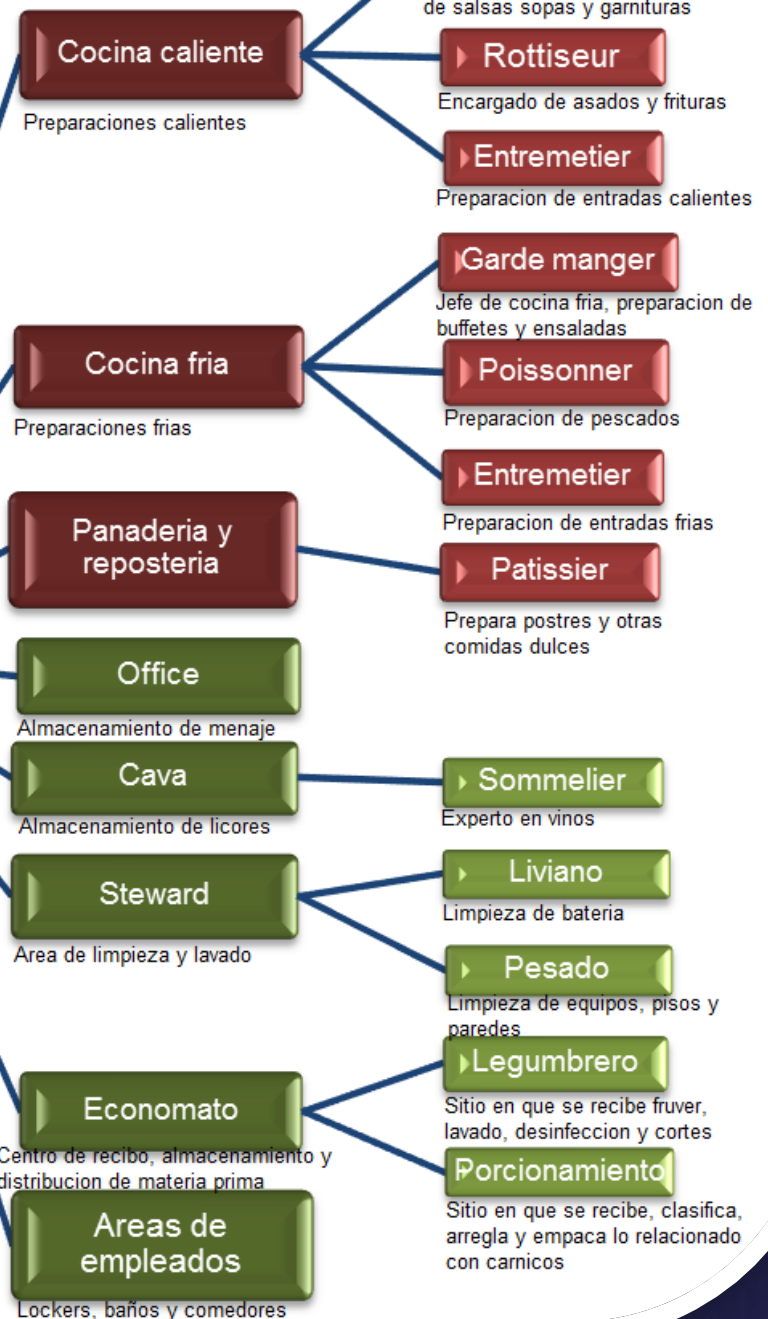 de salsas sopas y garnituras
Cocina caliente
Preparaciones calientes
Rottiseur
Encargado de asados y frituras
Entremetier
Preparacion de entradas calientes
Cocina fria
Preparaciones frias
Garde manger
Jefe de cocina fria, preparacion de
buffetes y ensaladas
Poissonner
Preparacion de pescados
Entremetier
Preparacion de entradas frias
Panaderia y
reposteria
Patissier
Prepara postres y otras
comidas dulces
Office
Almacenamiento de menaje
Cava
Almacenamiento de licores
Sommelier
Experto en vinos
Steward
Area de limpieza y lavado
Liviano
Limpieza de bateria
Pesado
Limpieza de equipos, pisos y
paredes
Economato
Centro de recibo, almacenamiento y
distribucion de materia prima
Legumbrero
Sitio en que se recibe fruver,
lavado, desinfeccion y cortes
Porcionamiento
Sitio en que se recibe, clasifica,
arregla y empaca lo relacionado
con carnicos
Areas de
empleados
Lockers, baños y comedores